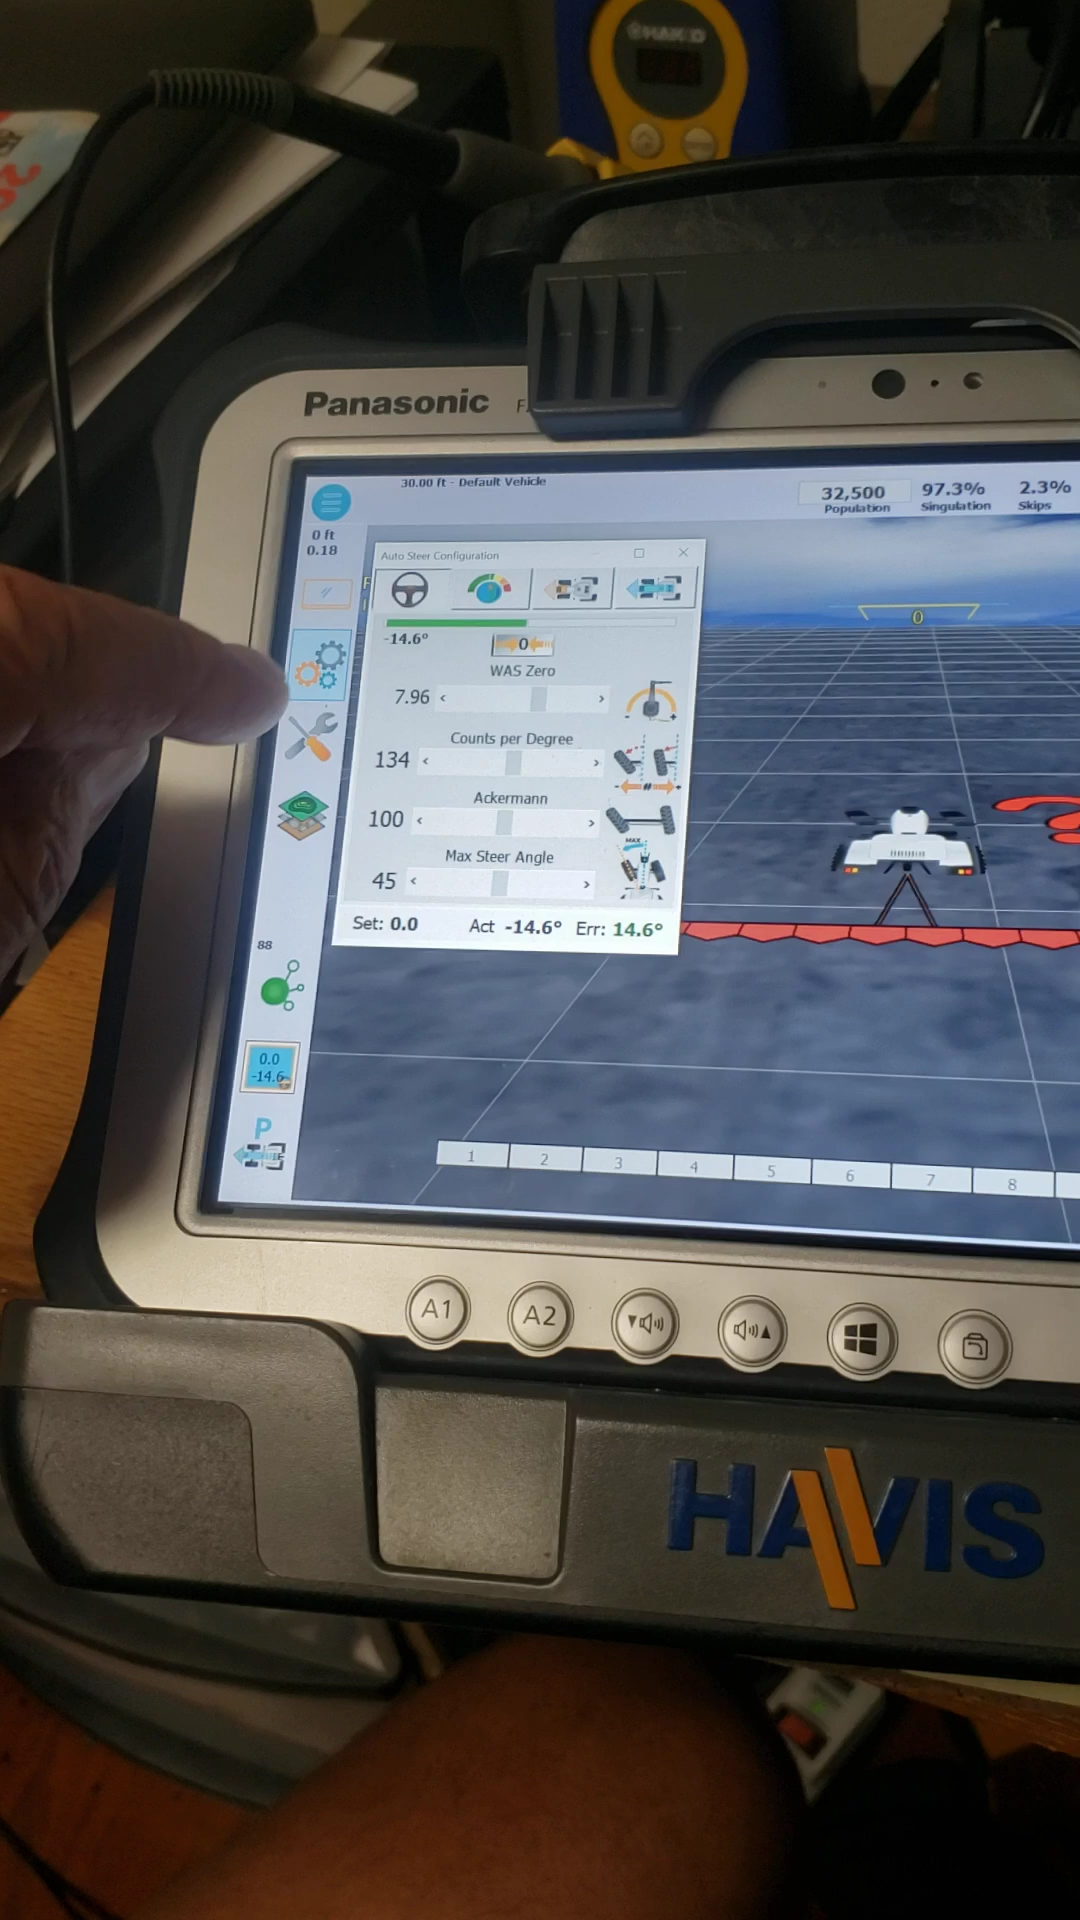 HAKKO
Panasonic
30.00 ft - Default Vehicle
32,500
Population
97.3%
Singulation
2.3%
Skips
0 ft
0.18
Auto Steer Configuration
-14.6°
0
WAS Zero
7.96 < >
Counts per Degree
134 < >
Ackermann
100 < >
MAX
Max Steer Angle
45 < >
Set: 0.0 Act -14.6° Err: 14.6°
0
88
0.0
-14.6
P
1 2 3 4 5 6 7 8
A1 A2
HAVIS